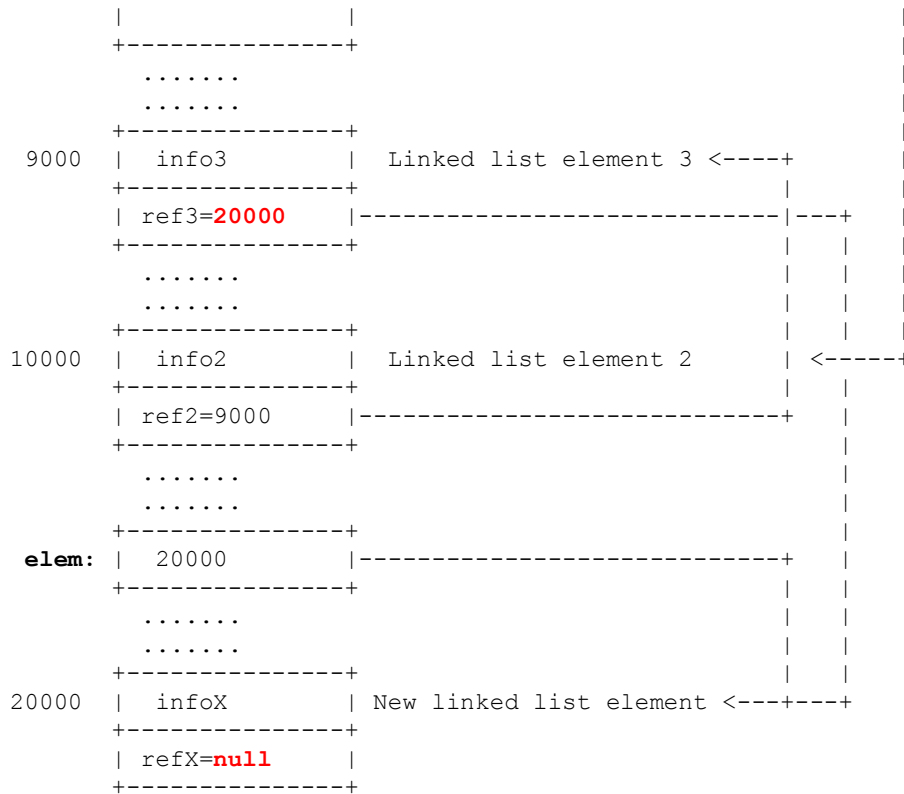 |               |                                     |
+---------------+                                     |
  .......                                             |
  .......                                             |
+---------------+                                     |
9000 | info3 | Linked list element 3 <----+ |
+---------------+ | |
| ref3=20000 |-----------------------------|---+ |
+---------------+ | | |
....... | | |
....... | | |
+---------------+ | | |
10000 | info2 | Linked list element 2 | <-----+
+---------------+ | |
| ref2=9000 |-----------------------------+ |
+---------------+ |
....... |
....... |
+---------------+ |
elem: | 20000 |-----------------------------+ |
+---------------+ | |
....... | |
....... | |
+---------------+ | |
20000 | infoX | New linked list element <---+---+
+---------------+
| refX=null |
+---------------+